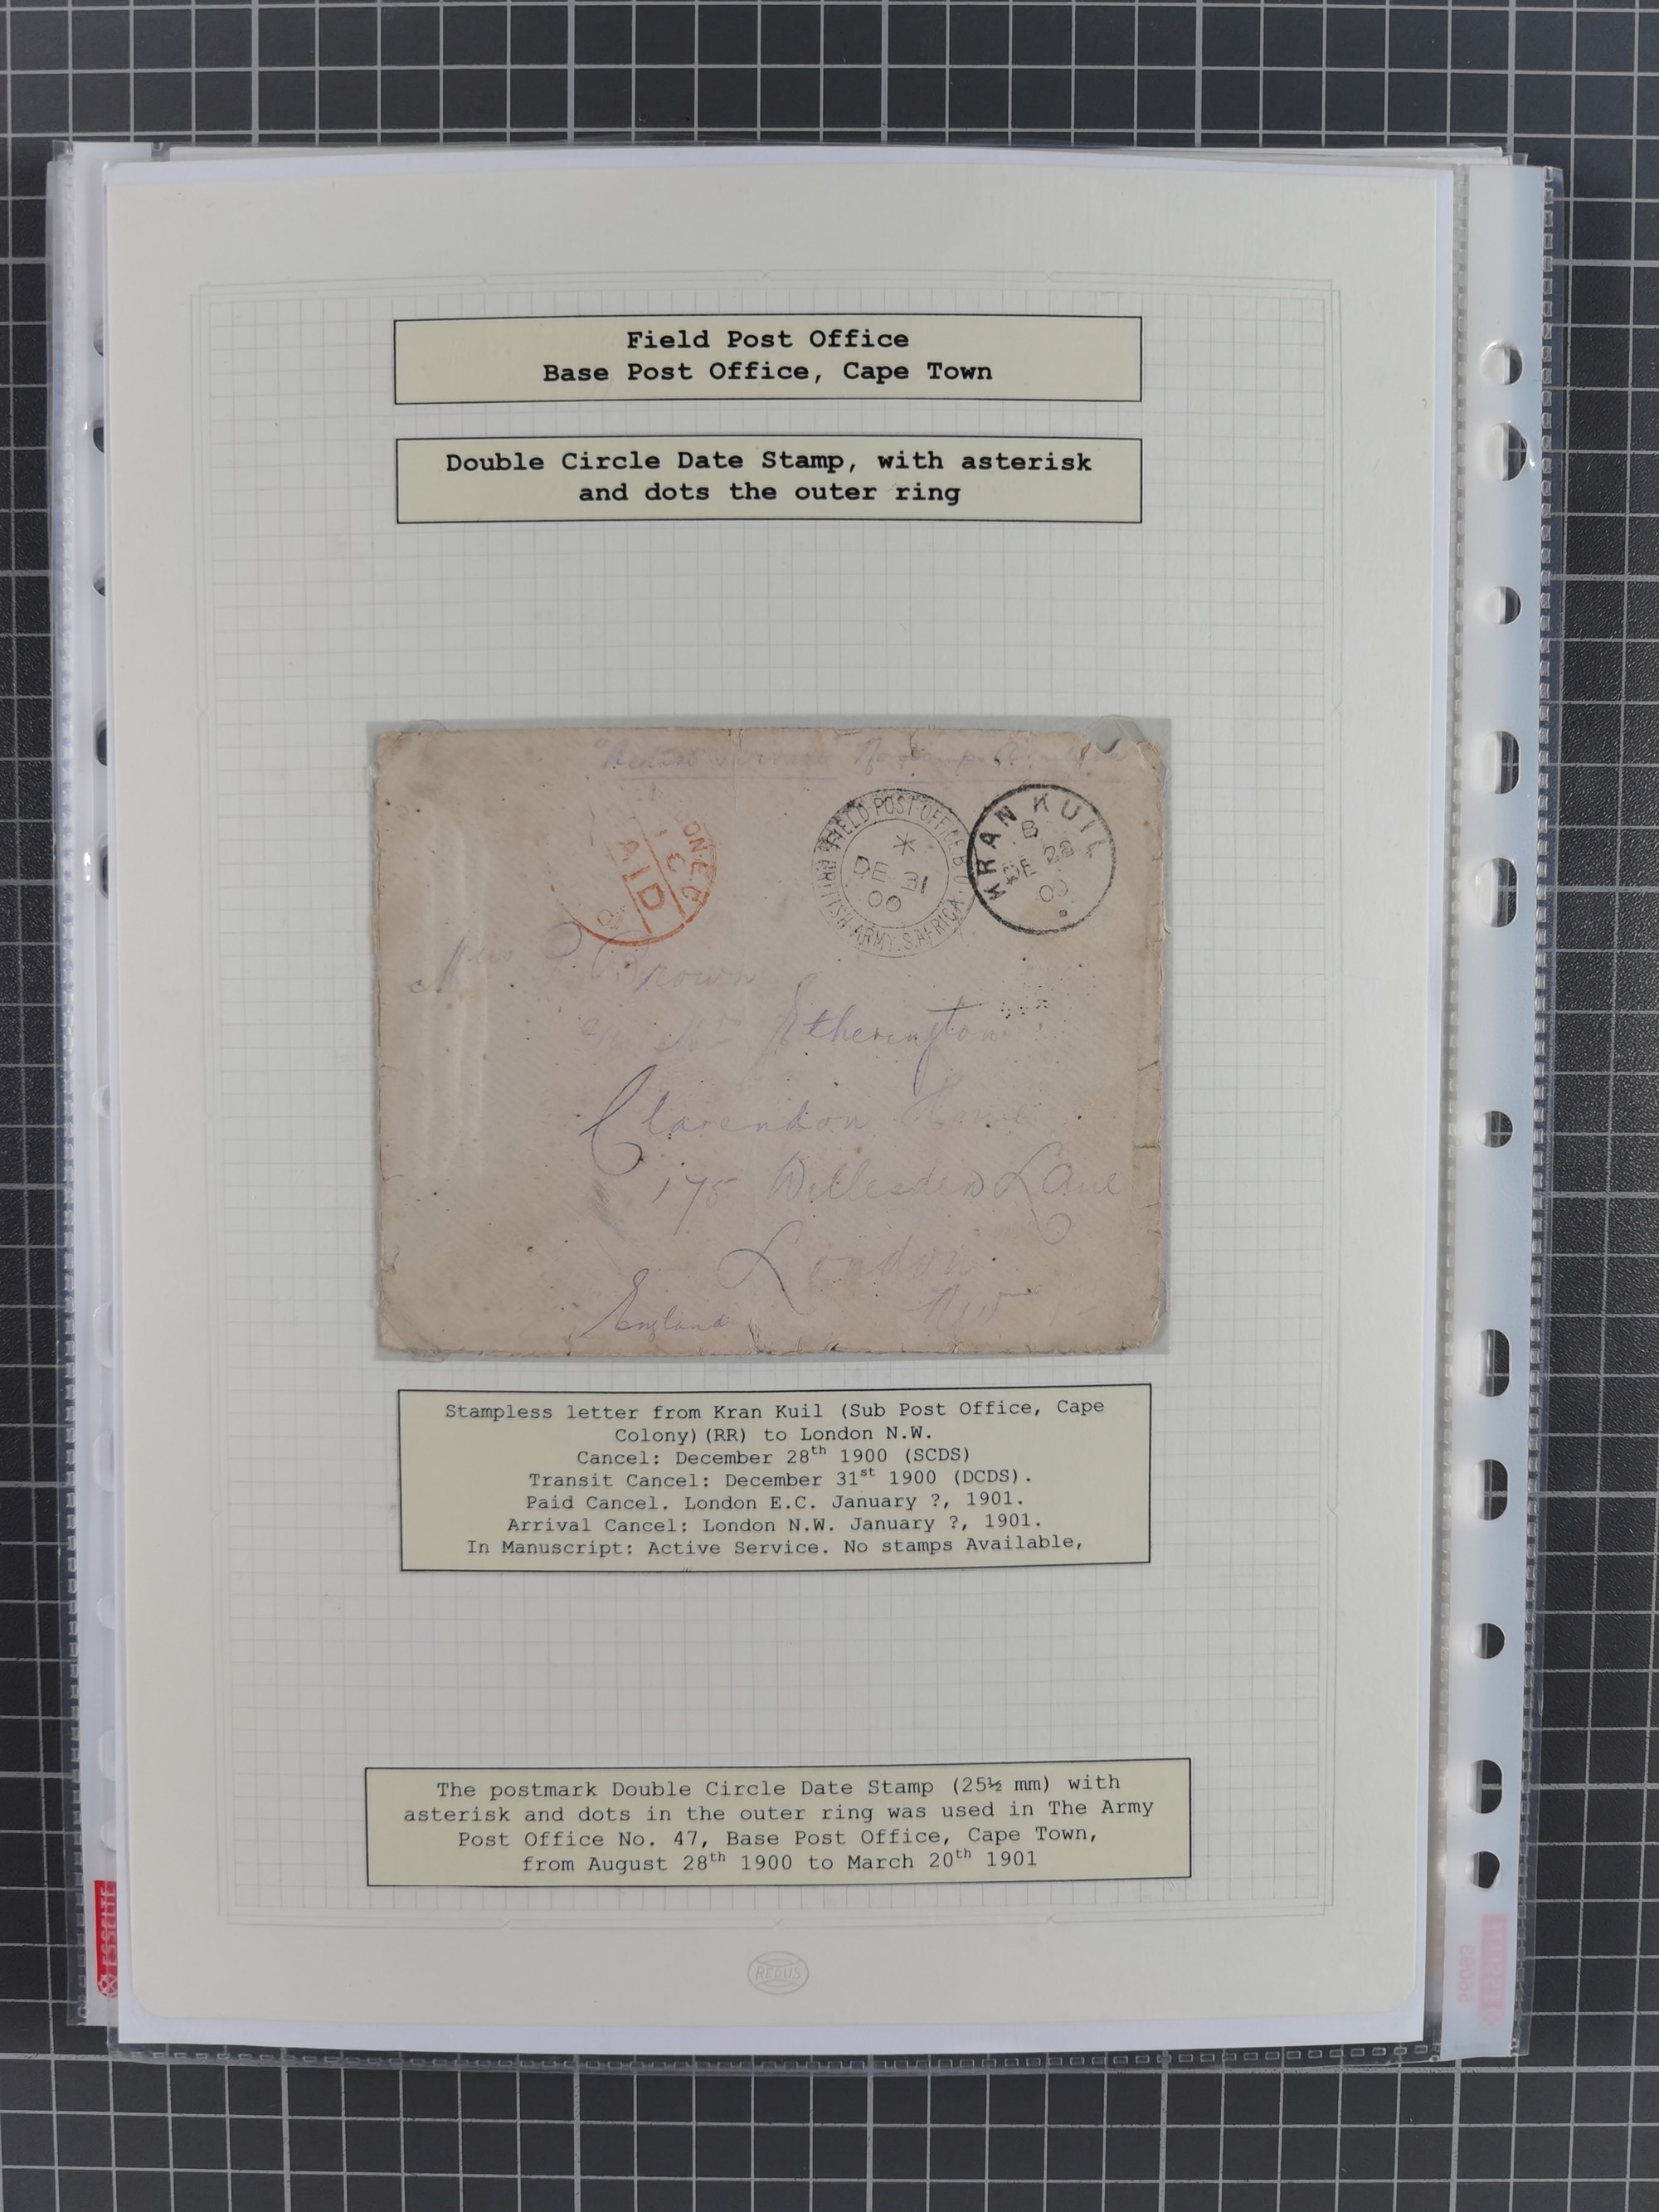 Field Post Office
Base Post Office, Cape Town
Double Circle Date Stamp, with asterisk
and dots the outer ring
FIELD POST OFFICE
BRITISH ARMY S. AFRICA
*
DE 31
00
KRAN KUIL
B
DE 28
00
DON.E.C
AID
Brown
Etherington
Clarendon
175 Willesden Lane
London
England
Stampless letter from Kran Kuil (Sub Post Office, Cape
Colony)(RR) to London N.W.
Cancel: December 28th 1900 (SCDS)
Transit Cancel: December 31st 1900 (DCDS).
Paid Cancel. London E.C. January ?, 1901.
Arrival Cancel: London N.W. January ?, 1901.
In Manuscript: Active Service. No stamps Available,
The postmark Double Circle Date Stamp (25½ mm) with
asterisk and dots in the outer ring was used in The Army
Post Office No. 47, Base Post Office, Cape Town,
from August 28th 1900 to March 20th 1901
ESSELTE
REDUS